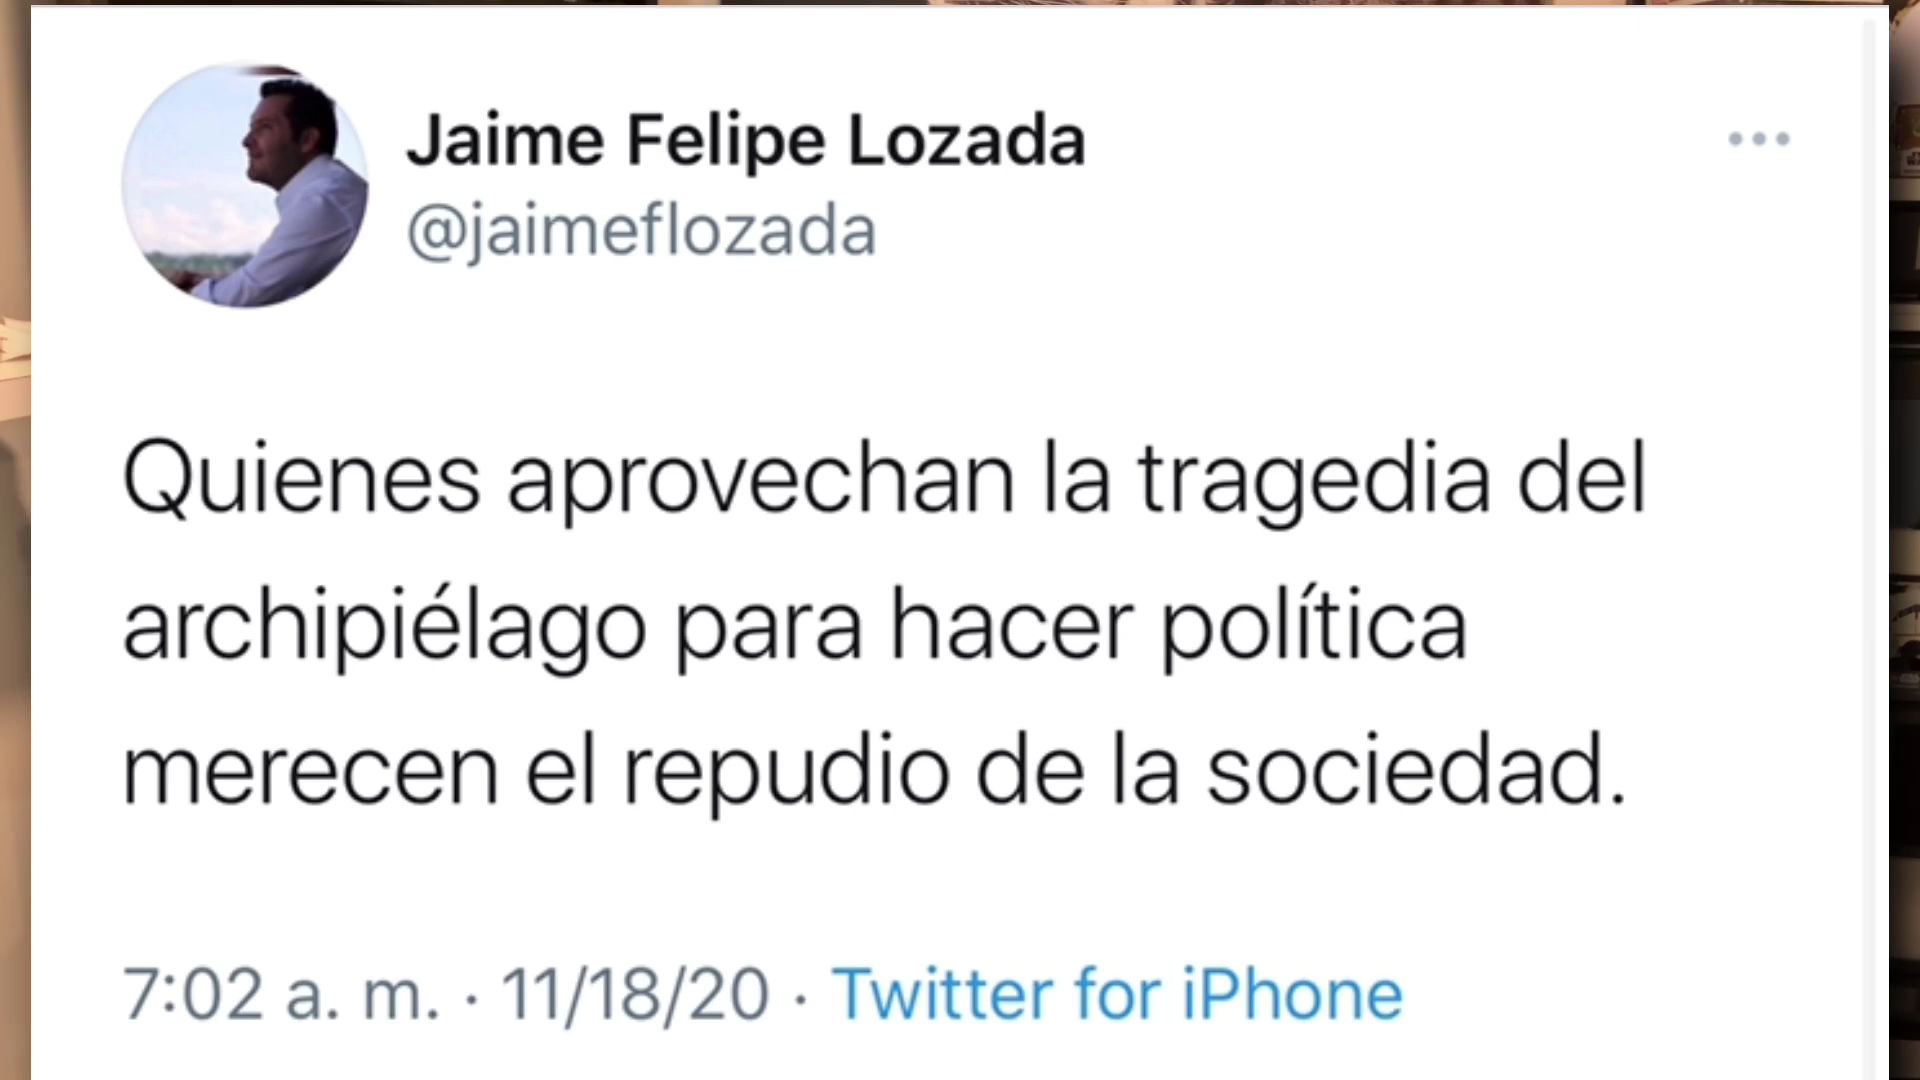 Jaime Felipe Lozada
@jaimeflozada
Quienes aprovechan la tragedia del
archipiélago para hacer política
merecen el repudio de la sociedad.
7:02 a. m. · 11/18/20 · Twitter for iPhone